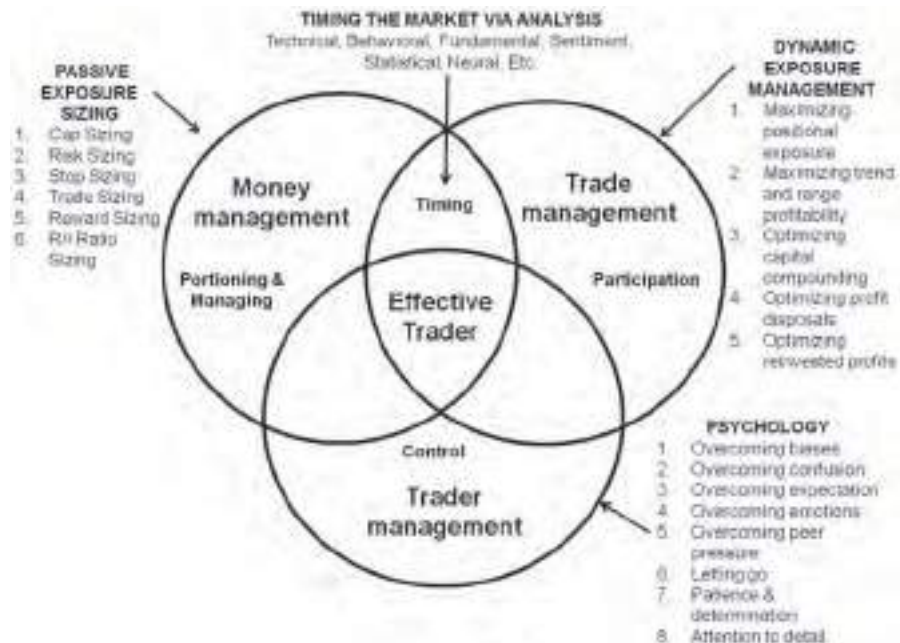 TIMING THE MARKET VIA ANALYSIS
Technical, Behavioral, Fundamental, Sentiment,
Statistical, Neural, Etc.
PASSIVE
EXPOSURE
SIZING
1. Cap Sizing
2. Risk Sizing
3. Stop Sizing
4. Trade Sizing
5. Reward Sizing
6. R/r Ratio
Sizing
DYNAMIC
EXPOSURE
MANAGEMENT
1. Maximizing
positional
exposure
2. Maximizing trend
and range
profitability
3. Optimizing
capital
compounding
4. Optimizing profit
disposals
5. Optimizing
reinvested profits
Money
management
Timing
Trade
management
Portioning &
Managing
Participation
Effective
Trader
Control
Trader
management
PSYCHOLOGY
1. Overcoming biases
2. Overcoming confusion
3. Overcoming expectation
4. Overcoming emotions
5. Overcoming peer
pressure
6. Letting go
7. Patience &
determination
8. Attention to detail